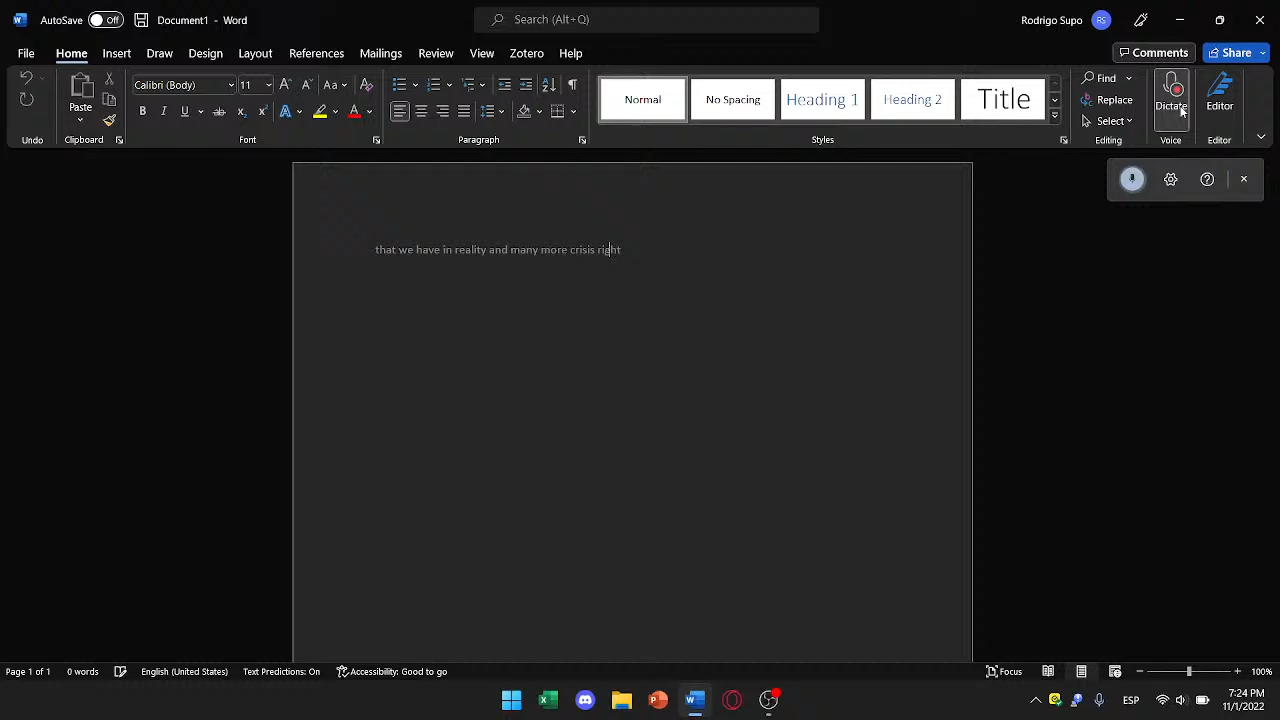 AutoSave Off Document1 - Word Search (Alt+Q) Rodrigo Supo RS
File Home Insert Draw Design Layout References Mailings Review View Zotero Help Comments Share
Paste Calibri (Body) 11 Aa Normal No Spacing Heading 1 Heading 2 Title Find Replace Select Dictate Editor
Undo Clipboard Font Paragraph Styles Editing Voice Editor
that we have in reality and many more crisis right
Page 1 of 1 0 words English (United States) Text Predictions: On Accessibility: Good to go Focus 100%
ESP 7:24 PM
11/1/2022